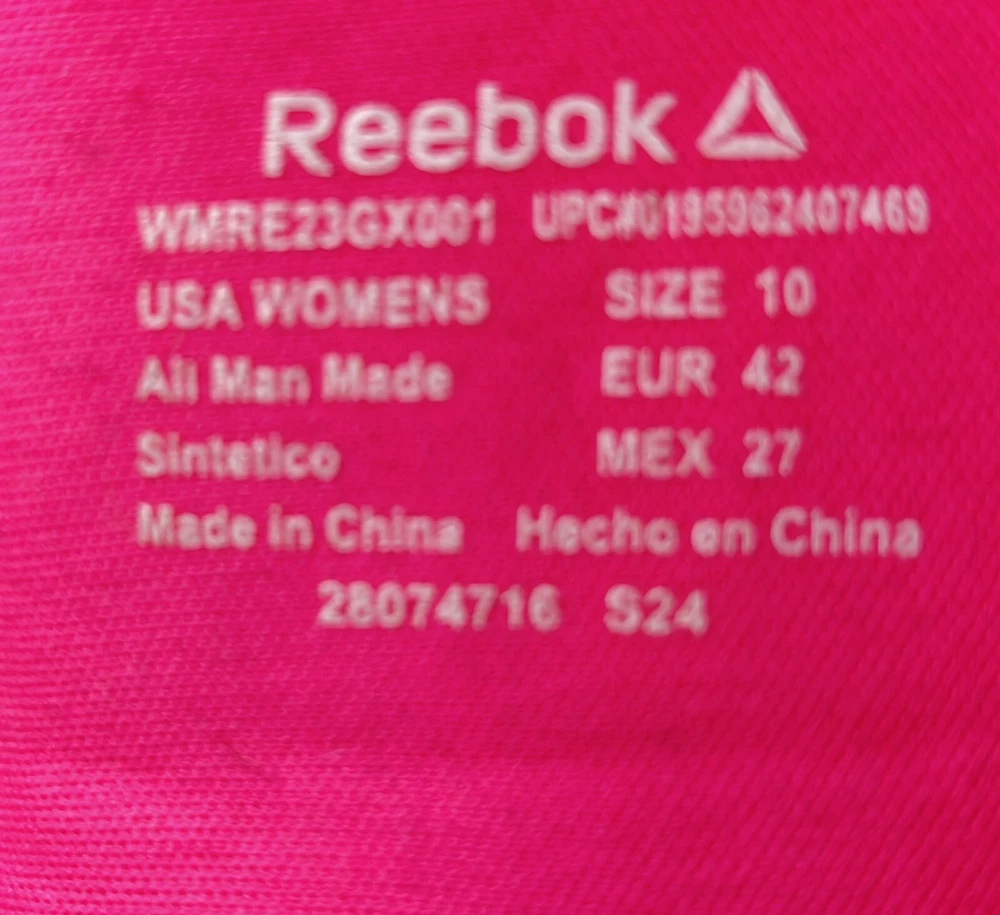 Reebok
WMRE23GX001 UPC#0195962407469
USA WOMENS SIZE 10
All Man Made EUR 42
Sintetico MEX 27
Made in China Hecho en China
28074716 S24